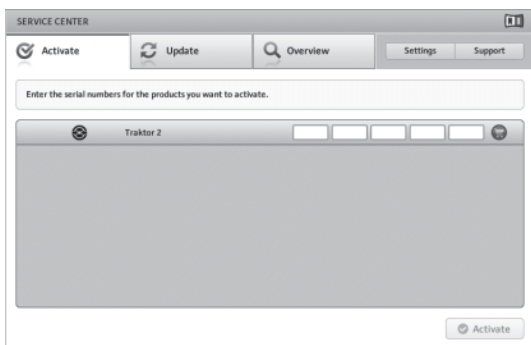 SERVICE CENTER
Activate Update Overview Settings Support
Enter the serial numbers for the products you want to activate.
Traktor 2
Activate